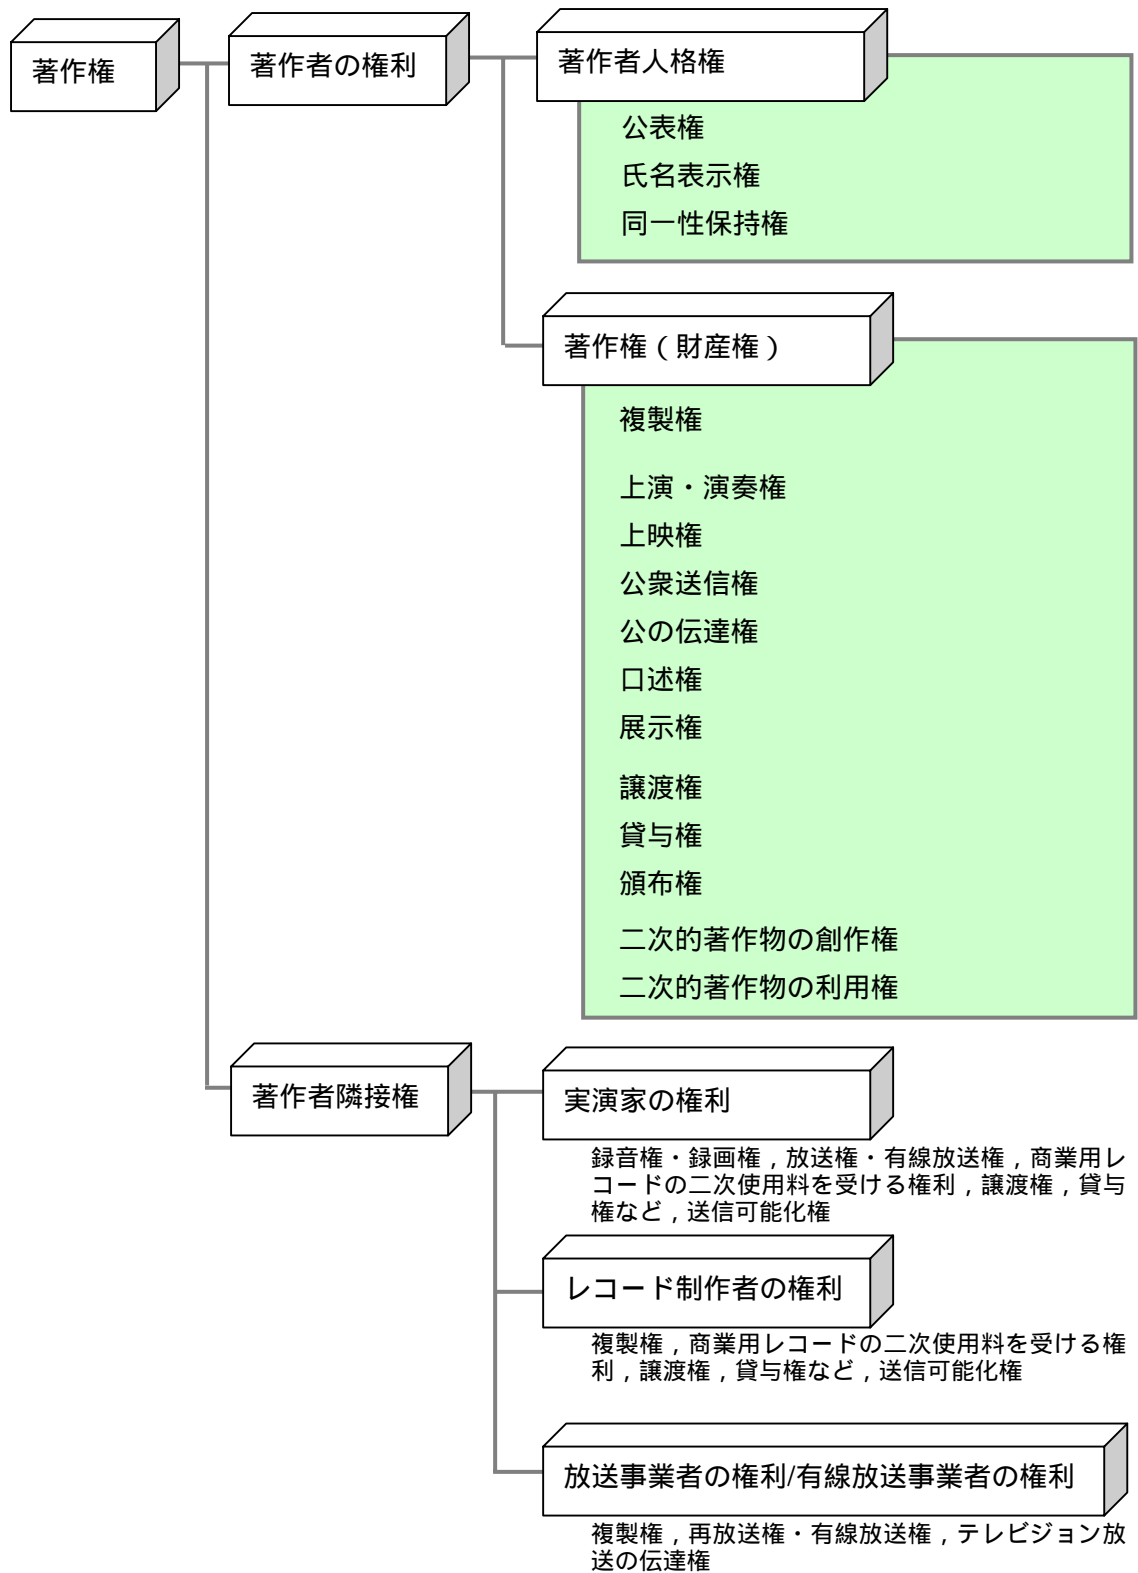 著作権
著作者の権利
著作者人格権
公表権
氏名表示権
同一性保持権
著作権(財産権)
複製権
上演・演奏権
上映権
公衆送信権
公の伝達権
口述権
展示権
譲渡権
貸与権
頒布権
二次的著作物の創作権
二次的著作物の利用権
著作者隣接権
実演家の権利
録音権・録画権,放送権・有線放送権,商業用レ
コードの二次使用料を受ける権利,譲渡権,貸与
権など,送信可能化権
レコード制作者の権利
複製権,商業用レコードの二次使用料を受ける権
利,譲渡権,貸与権など,送信可能化権
放送事業者の権利/有線放送事業者の権利
複製権,再放送権・有線放送権,テレビジョン放
送の伝達権